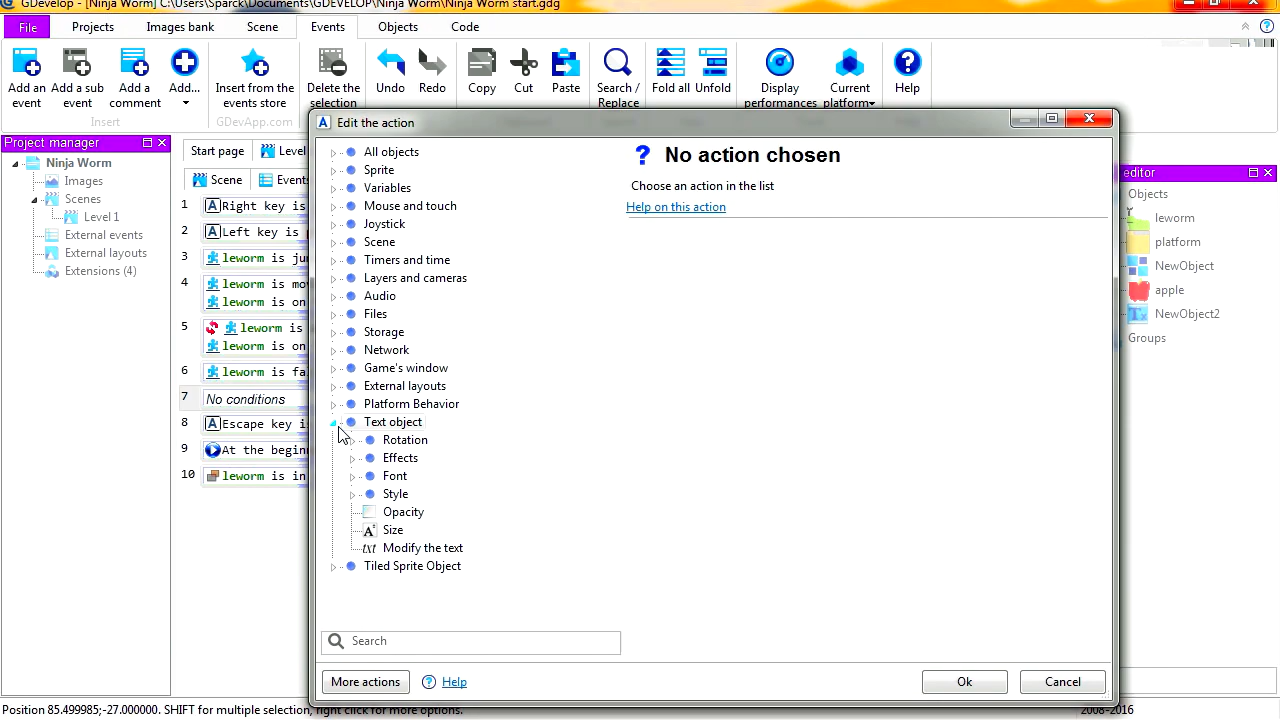 GDevelop - [Ninja Worm] C:\Users\Sparck\Documents\GDEVELOP\Ninja Worm\Ninja Worm start.gdg
File Projects Images bank Scene Events Objects Code
Add an event
Add a sub event
Add a comment
Add...
Insert from the events store
Delete the selection
Undo
Redo
Copy
Cut
Paste
Search / Replace
Fold all
Unfold
Display performances
Current platform
Help
Insert
GDevApp.com
Project manager
Ninja Worm
Images
Scenes
Level 1
External events
External layouts
Extensions (4)
Start page
Level
Scene
Events
1 Right key is
2 Left key is
3 leworm is ju
4 leworm is mo
leworm is on
5 leworm is
leworm is on
6 leworm is fa
7 No conditions
8 Escape key i
9 At the begin
10 leworm is in
Edit the action
All objects
Sprite
Variables
Mouse and touch
Joystick
Scene
Timers and time
Layers and cameras
Audio
Files
Storage
Network
Game's window
External layouts
Platform Behavior
Text object
Rotation
Effects
Font
Style
Opacity
Size
Modify the text
Tiled Sprite Object
Search
More actions
Help
No action chosen
Choose an action in the list
Help on this action
Ok
Cancel
editor
Objects
leworm
platform
NewObject
apple
NewObject2
Groups
Position 85.499985;-27.000000. SHIFT for multiple selection, right click for more options.
2008-2016